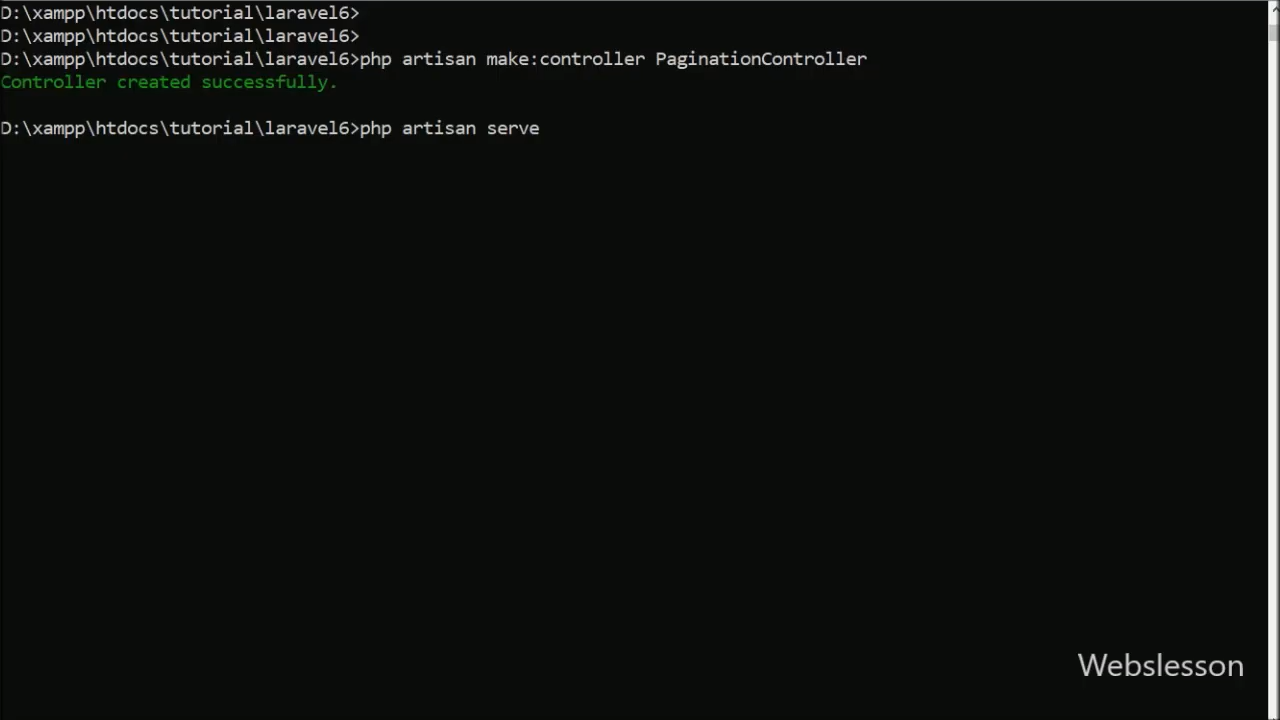 D:\xampp\htdocs\tutorial\laravel6>
D:\xampp\htdocs\tutorial\laravel6>
D:\xampp\htdocs\tutorial\laravel6>php artisan make:controller PaginationController
Controller created successfully.
D:\xampp\htdocs\tutorial\laravel6>php artisan serve
Webslesson